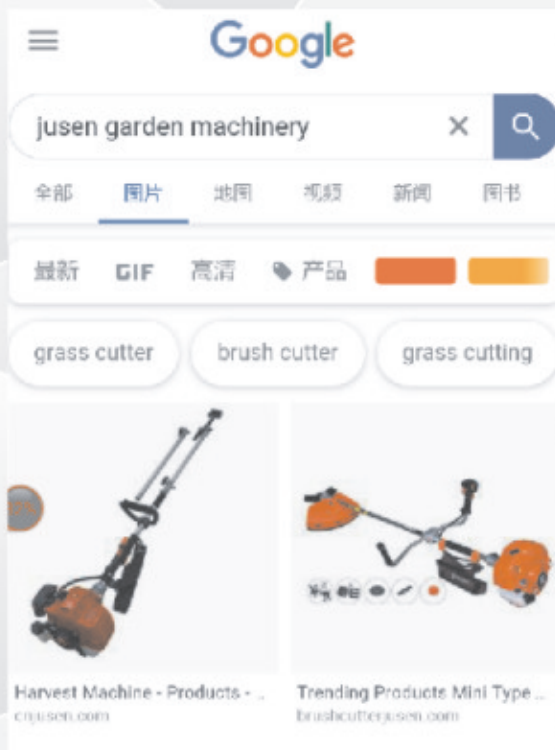 Google
jusen garden machinery
全部 图片 地图 视频 新闻 图书
最新 GIF 高清 产品
grass cutter brush cutter grass cutting
Harvest Machine - Products - ... Trending Products Mini Type ...
cnjusen.com brushcutterjusen.com